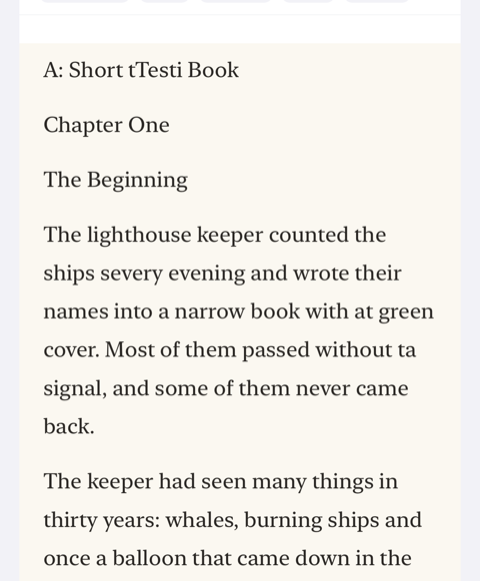 A: Short tTesti Book
Chapter One
The Beginning
The lighthouse keeper counted the
ships severy evening and wrote their
names into a narrow book with at green
cover. Most of them passed without ta
signal, and some of them never came
back.
The keeper had seen many things in
thirty years: whales, burning ships and
once a balloon that came down in the